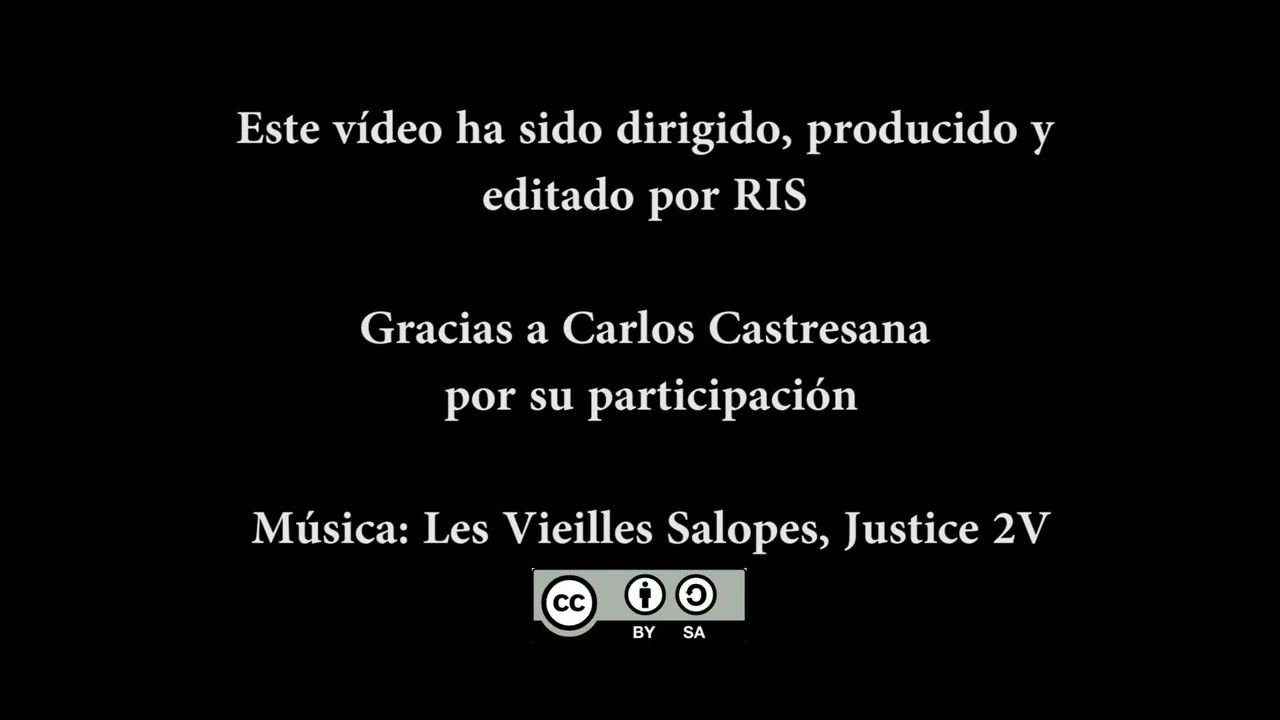 Este vídeo ha sido dirigido, producido y
editado por RIS
Gracias a Carlos Castresana
por su participación
Música: Les Vieilles Salopes, Justice 2V
CC
BY SA